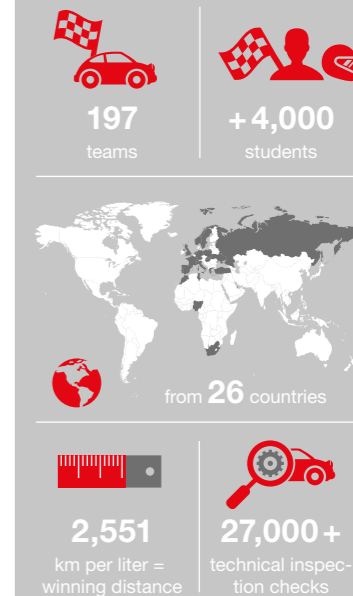 197
teams
+4,000
students
from 26 countries
2,551
km per liter =
winning distance
27,000+
technical inspec-
tion checks